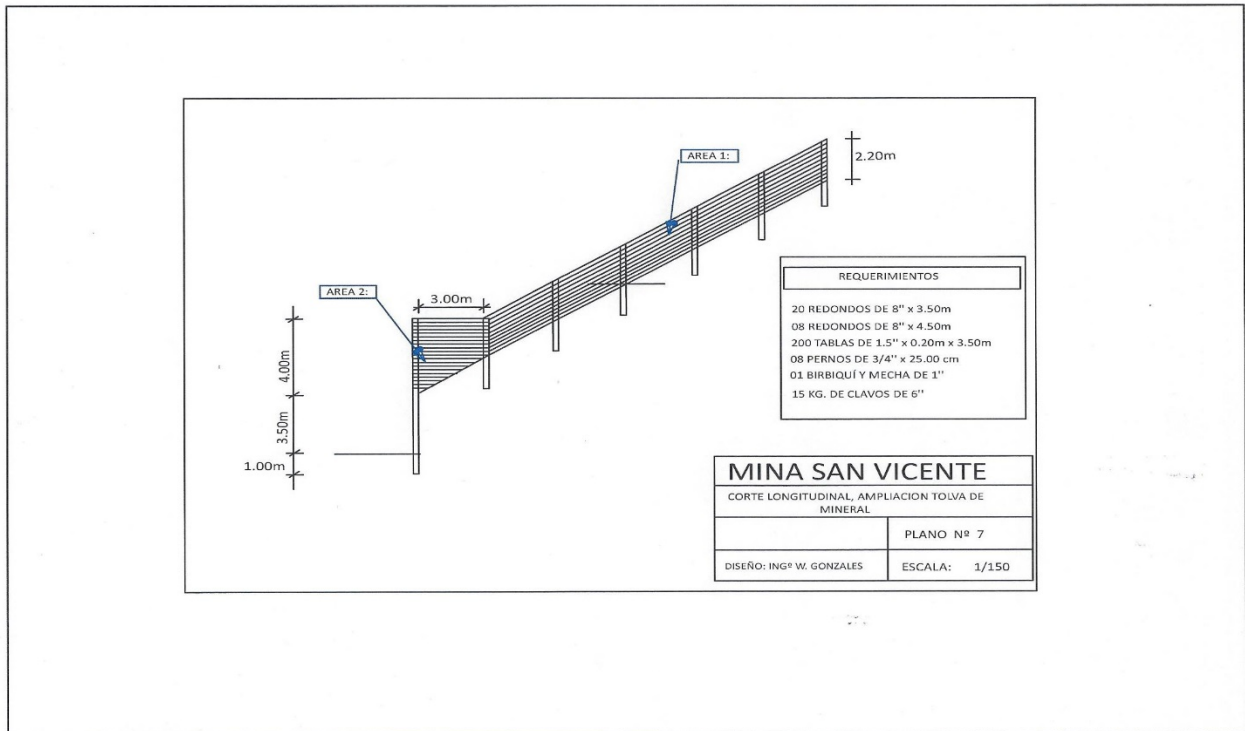 AREA 1:
2.20m
AREA 2:
3.00m
4.00m
3.50m
1.00m
REQUERIMIENTOS
20 REDONDOS DE 8'' x 3.50m
08 REDONDOS DE 8'' x 4.50m
200 TABLAS DE 1.5'' x 0.20m x 3.50m
08 PERNOS DE 3/4'' x 25.00 cm
01 BIRBIQUÍ Y MECHA DE 1''
15 KG. DE CLAVOS DE 6''
MINA SAN VICENTE
CORTE LONGITUDINAL, AMPLIACION TOLVA DE
MINERAL
PLANO Nº 7
DISEÑO: INGº W. GONZALES
ESCALA: 1/150